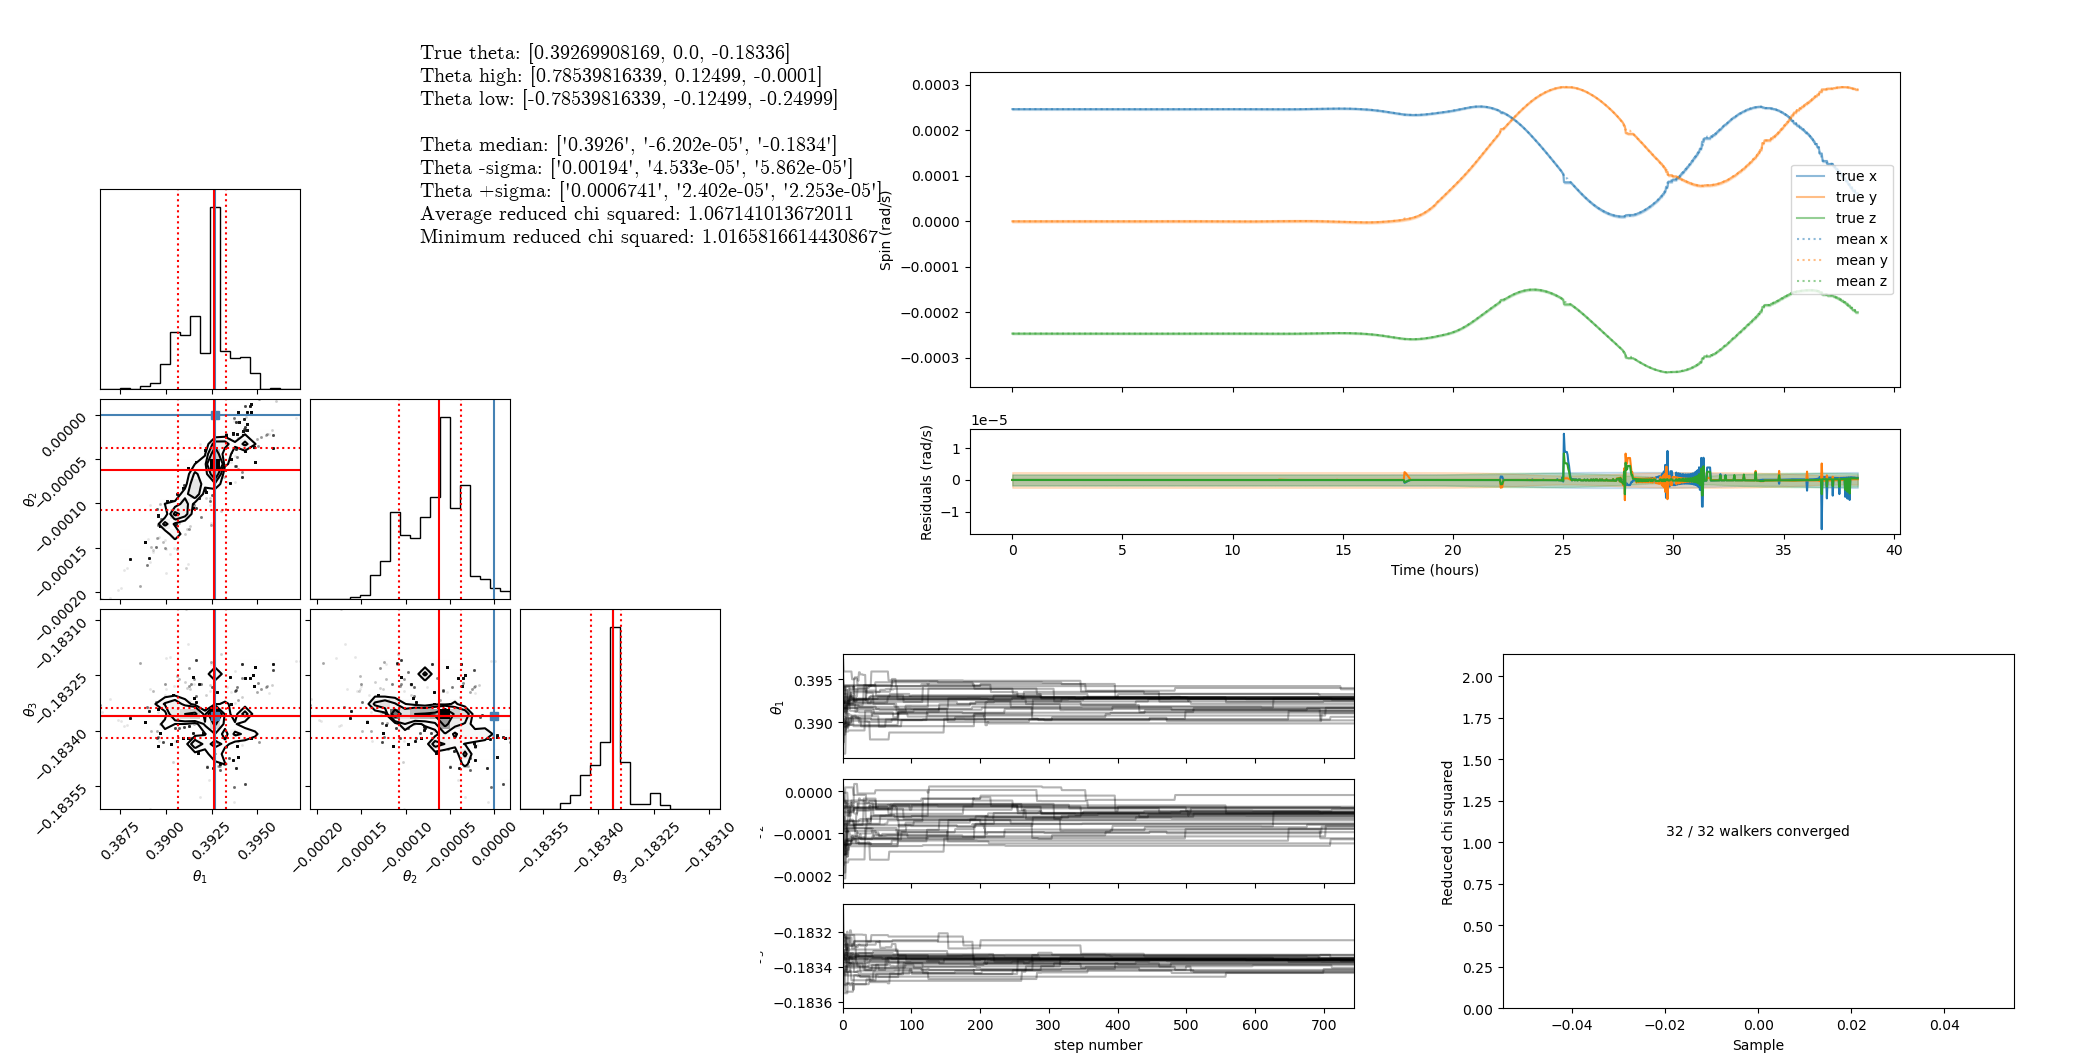 True theta: [0.39269908169, 0.0, -0.18336]
Theta high: [0.78539816339, 0.12499, -0.0001]
Theta low: [-0.78539816339, -0.12499, -0.24999]
Theta median: ['0.3926', '-6.202e-05', '-0.1834']
Theta -sigma: ['0.00194', '4.533e-05', '5.862e-05']
Theta +sigma: ['0.0006741', '2.402e-05', '2.253e-05']
Average reduced chi squared: 1.067141013672011
Minimum reduced chi squared: 1.0165816614430867
0.0003
0.0002
0.0001
0.0000
−0.0001
−0.0002
−0.0003
Spin (rad/s)
true x
true y
true z
mean x
mean y
mean z
1e−5
1
0
−1
Residuals (rad/s)
0 5 10 15 20 25 30 35 40
Time (hours)
0.00000
−0.00005
−0.00010
−0.00015
−0.00020
θ2
−0.18310
−0.18325
−0.18340
−0.18355
θ3
0.3875 0.3900 0.3925 0.3950
θ1
−0.00020 −0.00015 −0.00010 −0.00005 0.00000
θ2
−0.18355 −0.18340 −0.18325 −0.18310
θ3
0.395
0.390
θ1
0.0000
−0.0001
−0.0002
−0.1832
−0.1834
−0.1836
0 100 200 300 400 500 600 700
step number
2.00
1.75
1.50
1.25
1.00
0.75
0.50
0.25
0.00
Reduced chi squared
32 / 32 walkers converged
−0.04 −0.02 0.00 0.02 0.04
Sample